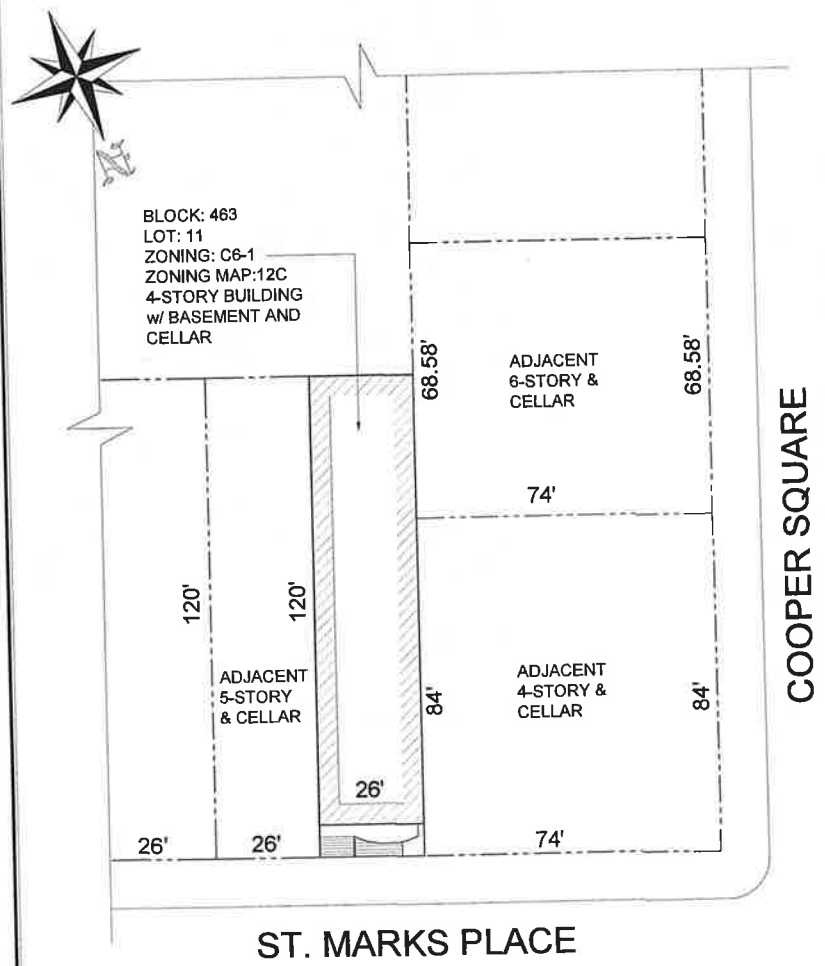 N
BLOCK: 463
LOT: 11
ZONING: C6-1
ZONING MAP:12C
4-STORY BUILDING
w/ BASEMENT AND
CELLAR
68.58'
ADJACENT
6-STORY &
CELLAR
68.58'
74'
COOPER SQUARE
120'
120'
ADJACENT
5-STORY
& CELLAR
84'
ADJACENT
4-STORY &
CELLAR
84'
26'
26'
26'
74'
ST. MARKS PLACE